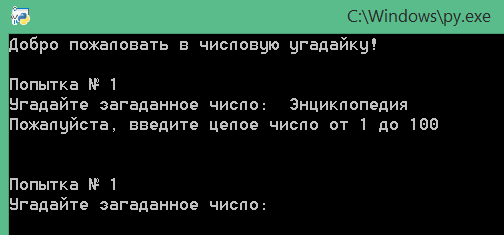 C:\Windows\py.exe
Добро пожаловать в числовую угадайку!
Попытка № 1
Угадайте загаданное число:  Энциклопедия
Пожалуйста, введите целое число от 1 до 100
Попытка № 1
Угадайте загаданное число: